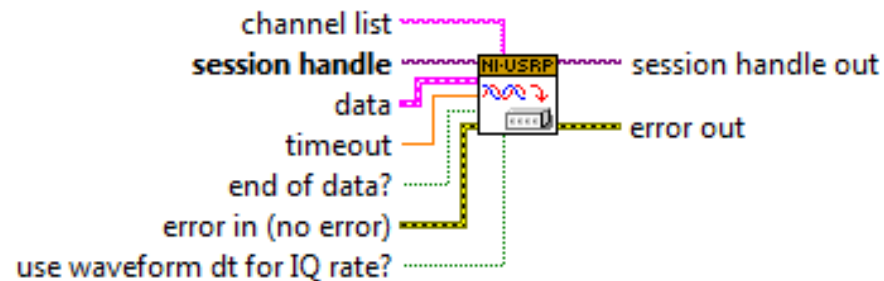 channel list
session handle
NI-USRP
session handle out
data
error out
timeout
end of data?
error in (no error)
use waveform dt for IQ rate?